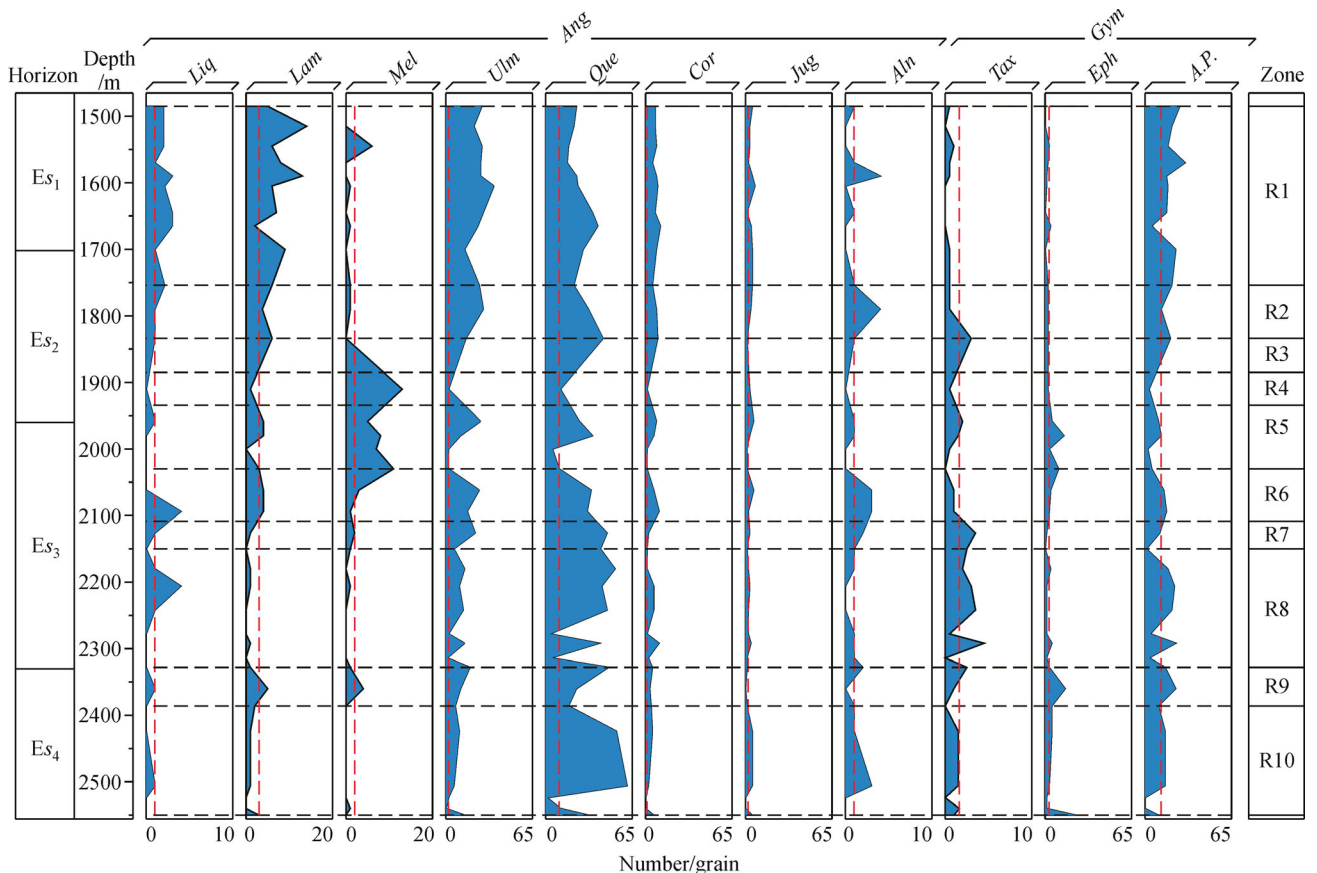 Ang Gym
Horizon Depth /m Liq Lam Mel Ulm Que Cor Jug Aln Tax Eph A.P. Zone
1500
Es1 1600 R1
1700
Es2 1800 R2
R3
1900 R4
R5
2000
R6
Es3 2100 R7
2200 R8
2300
R9
2400
Es4 R10
2500
0 10 0 20 0 20 0 65 0 65 0 65 0 65 0 10 0 10 0 65 0 65
Number/grain